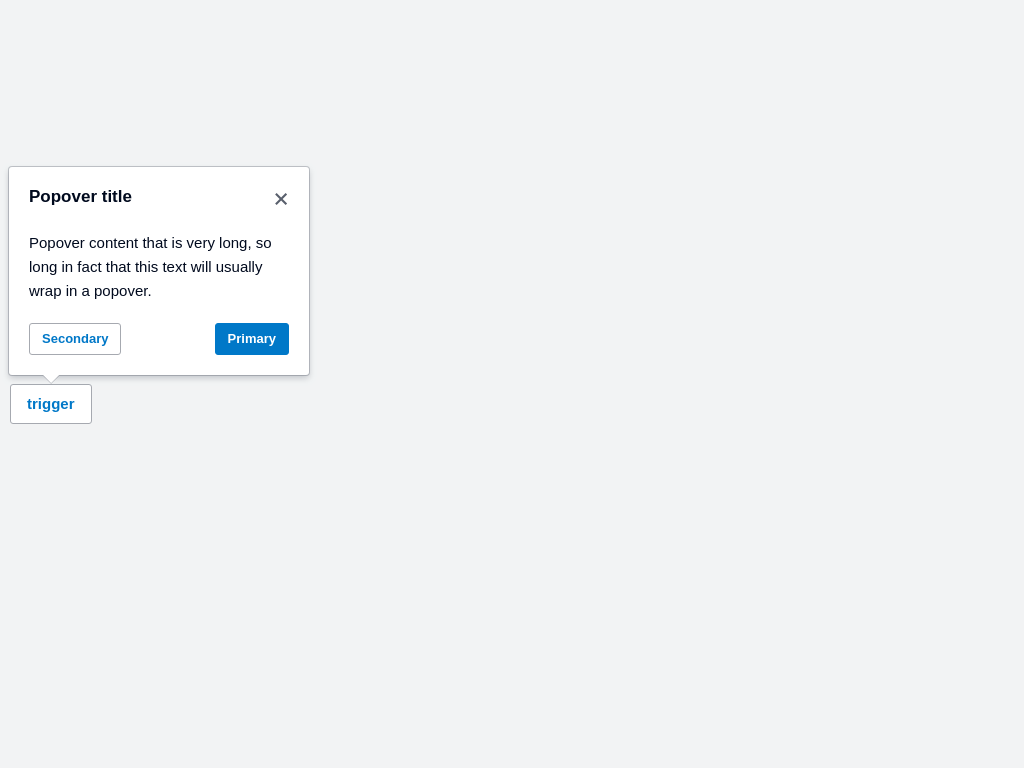 Popover title
Popover content that is very long, so
long in fact that this text will usually
wrap in a popover.
Secondary
Primary
trigger